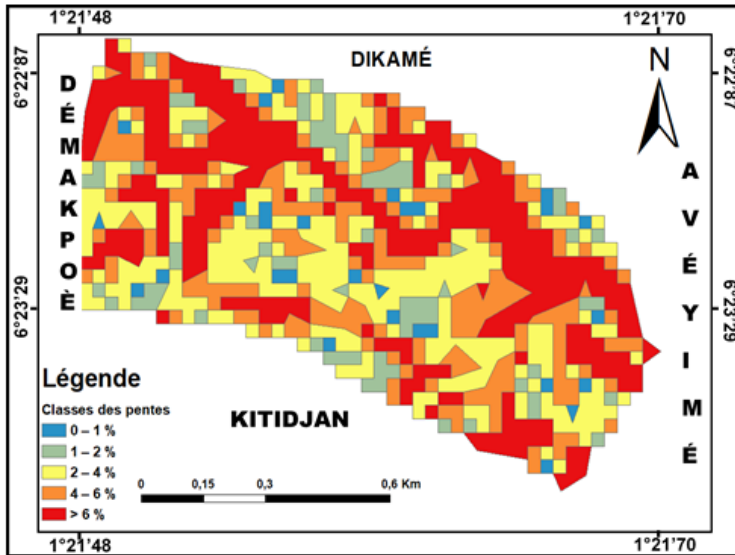 1°21'48
1°21'70
6°22'87
DIKAMÉ
N
6°22'87
DÉMAKPOÈ
AVÉYIMÉ
6°23'29
6°23'29
Légende
Classes des pentes
0 – 1 %
1 – 2 %
2 – 4 %
4 – 6 %
> 6 %
KITIDJAN
0
0,15
0,3
0,6 Km
1°21'48
1°21'70